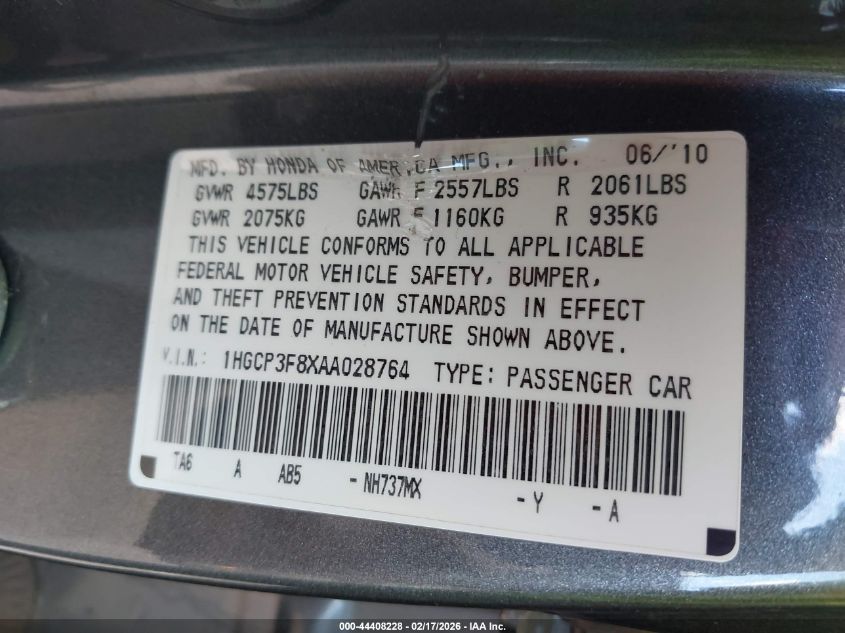 MFD. BY HONDA OF AMERICA MFG., INC. 06/'10
GVWR 4575LBS GAWR F 2557LBS R 2061LBS
GVWR 2075KG GAWR F 1160KG R 935KG
THIS VEHICLE CONFORMS TO ALL APPLICABLE
FEDERAL MOTOR VEHICLE SAFETY, BUMPER,
AND THEFT PREVENTION STANDARDS IN EFFECT
ON THE DATE OF MANUFACTURE SHOWN ABOVE.
V.I.N.: 1HGCP3F8XAA028764 TYPE: PASSENGER CAR
TA6 A AB5 - NH737MX - Y - A
000-44408228 - 02/17/2026 - IAA Inc.